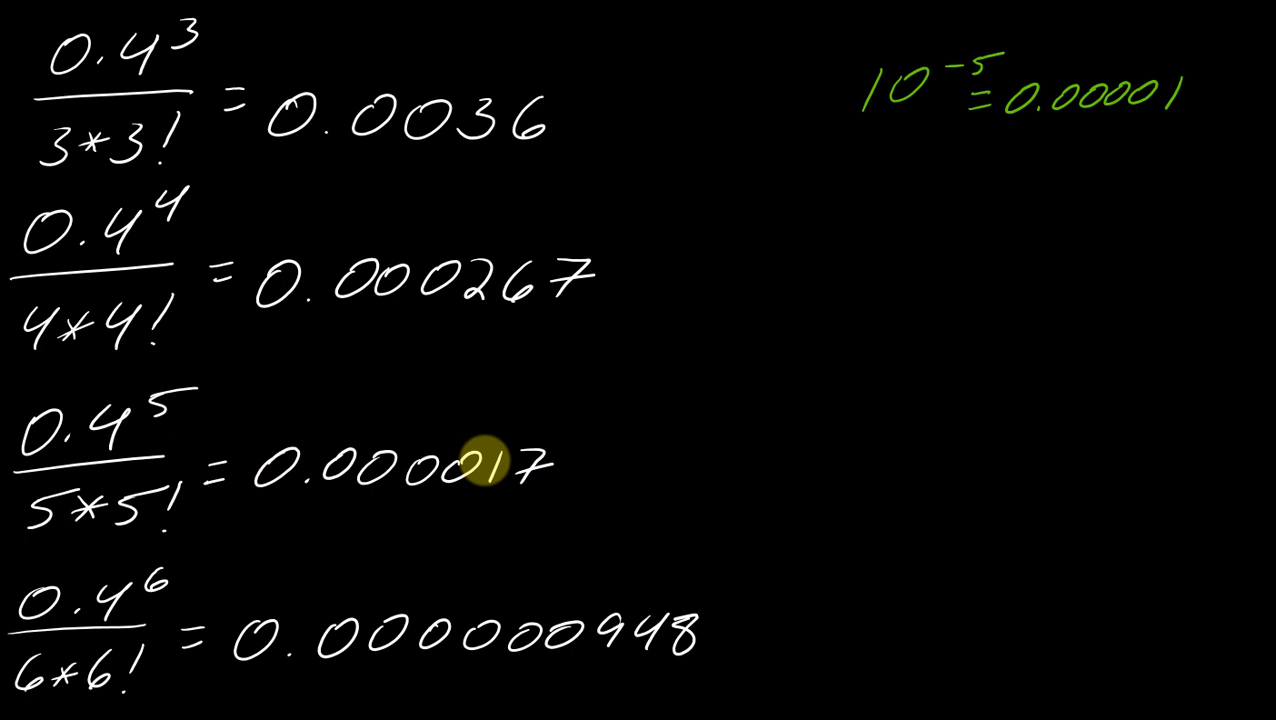 0.4^3 / 3*3! = 0.0036
10^-5 = 0.00001
0.4^4 / 4*4! = 0.000267
0.4^5 / 5*5! = 0.000017
0.4^6 / 6*6! = 0.000000948